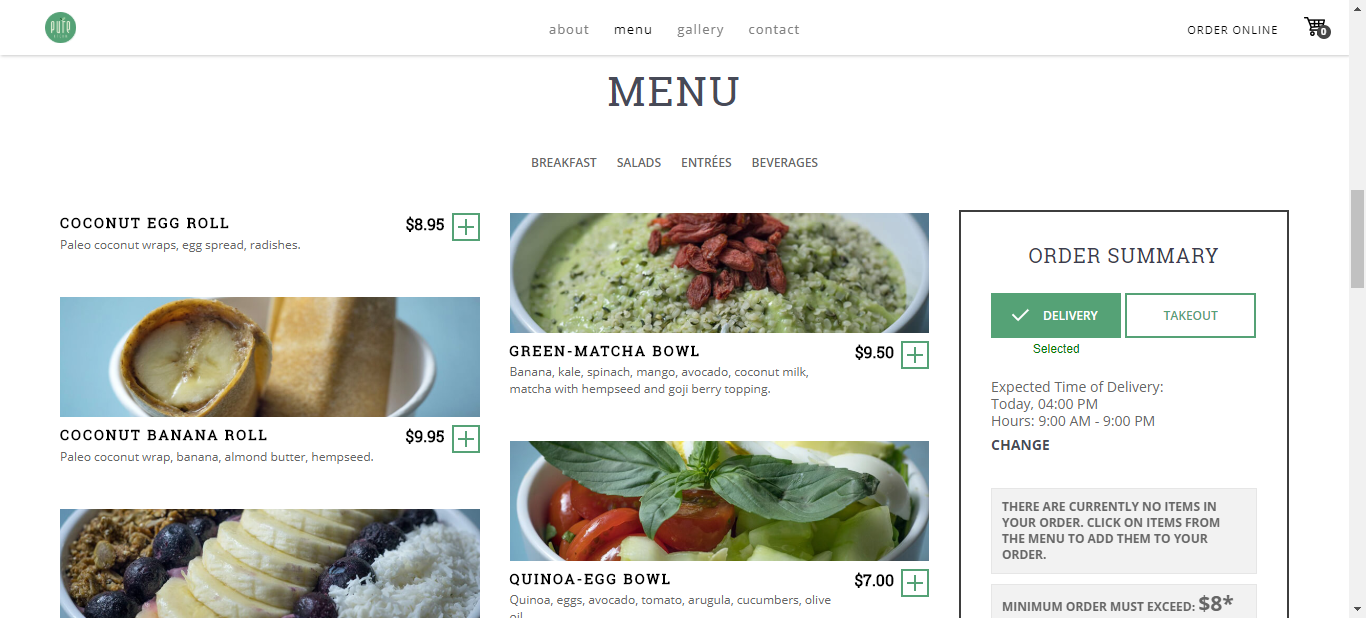 pure
about menu gallery contact
ORDER ONLINE
0
MENU
BREAKFAST SALADS ENTRÉES BEVERAGES
COCONUT EGG ROLL $8.95
Paleo coconut wraps, egg spread, radishes.
COCONUT BANANA ROLL $9.95
Paleo coconut wrap, banana, almond butter, hempseed.
GREEN-MATCHA BOWL $9.50
Banana, kale, spinach, mango, avocado, coconut milk,
matcha with hempseed and goji berry topping.
QUINOA-EGG BOWL $7.00
Quinoa, eggs, avocado, tomato, arugula, cucumbers, olive
oil
ORDER SUMMARY
DELIVERY TAKEOUT
Selected
Expected Time of Delivery:
Today, 04:00 PM
Hours: 9:00 AM - 9:00 PM
CHANGE
THERE ARE CURRENTLY NO ITEMS IN
YOUR ORDER. CLICK ON ITEMS FROM
THE MENU TO ADD THEM TO YOUR
ORDER.
MINIMUM ORDER MUST EXCEED: $8*